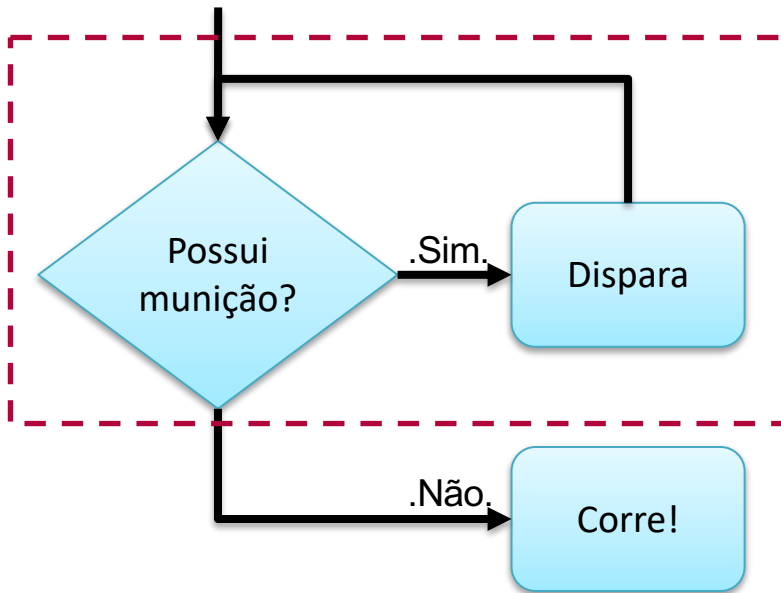 Possui
munição?
.Sim.
Dispara
.Não.
Corre!